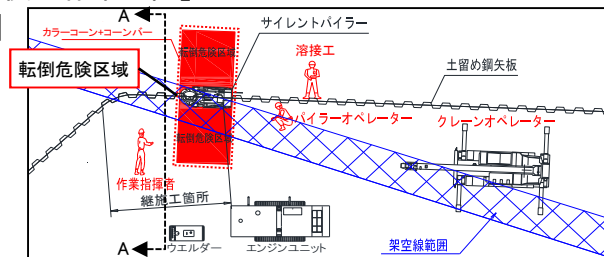 A
カラーコーン+コーンバー
サイレントパイラー
転倒危険区域
溶接工
土留め鋼矢板
転倒危険区域
パイラーオペレーター
クレーンオペレーター
転倒危険区域
作業指揮者
継施工箇所
A
ウエルダー
エンジンユニット
架空線範囲